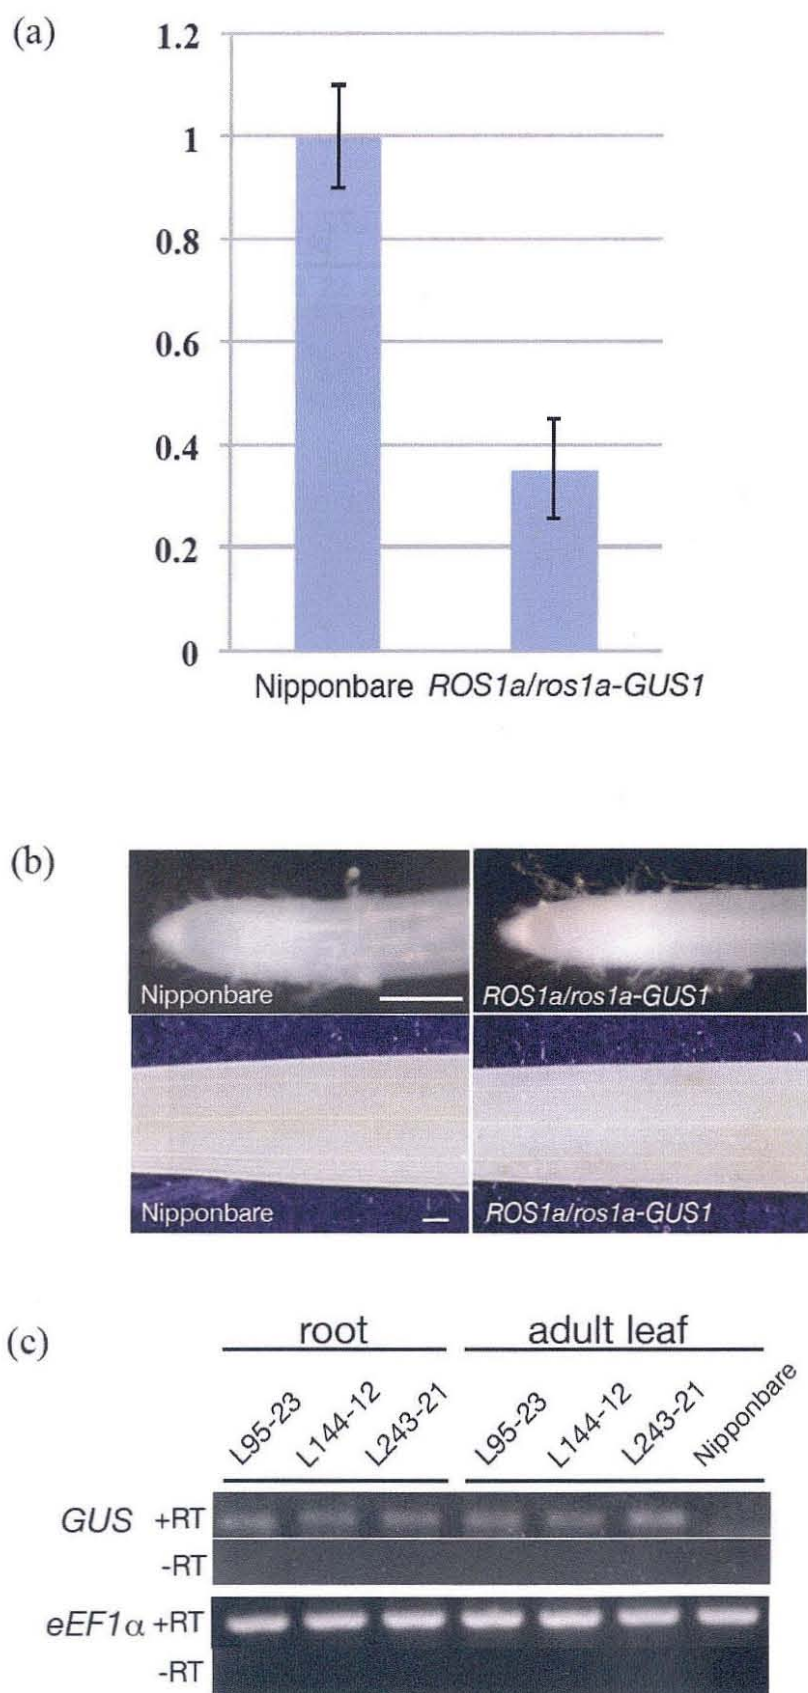 (a)
1.2
1
0.8
0.6
0.4
0.2
0
Nipponbare ROS1a/ros1a-GUS1
(b)
Nipponbare ROS1a/ros1a-GUS1
Nipponbare ROS1a/ros1a-GUS1
(c)
root adult leaf
L95-23 L144-12 L243-21 L95-23 L144-12 L243-21 Nipponbare
GUS +RT
-RT
eEF1α +RT
-RT